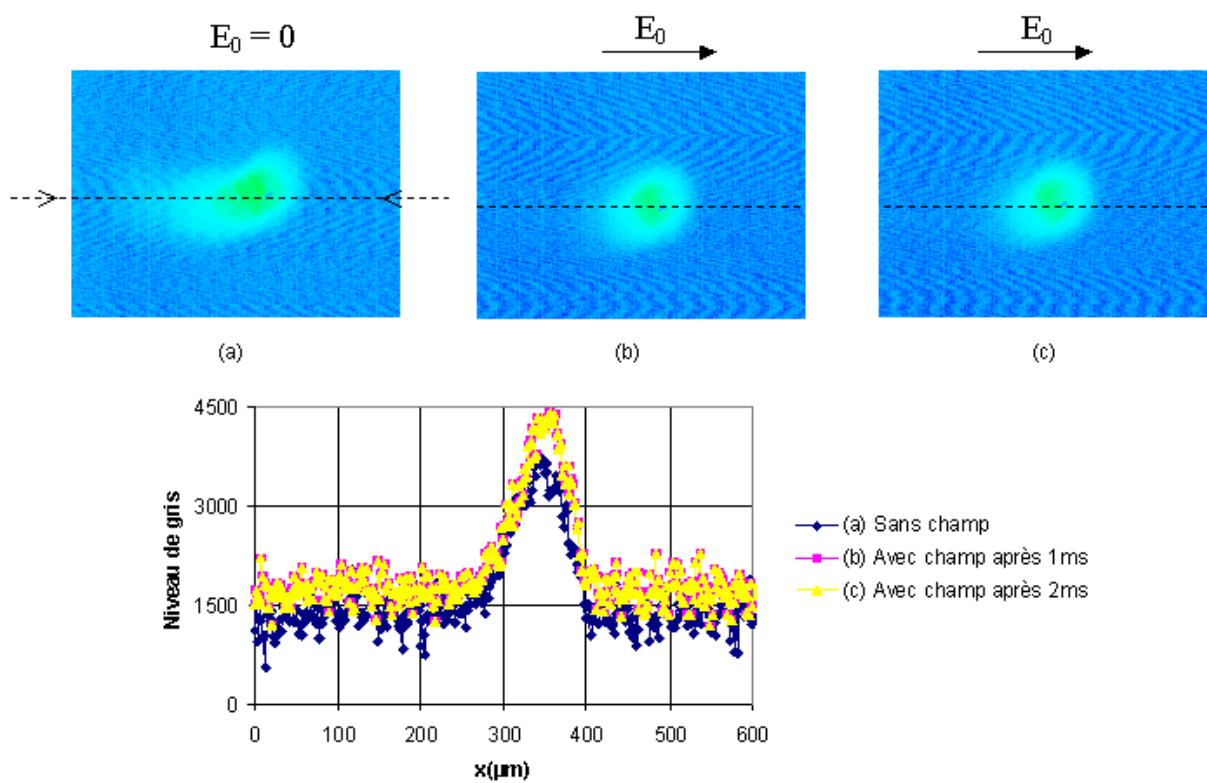 E₀ = 0
E₀
E₀
(a)
(b)
(c)
4500
3000
1500
0
Niveau de gris
0 100 200 300 400 500 600
x(µm)
(a) Sans champ
(b) Avec champ après 1ms
(c) Avec champ après 2ms